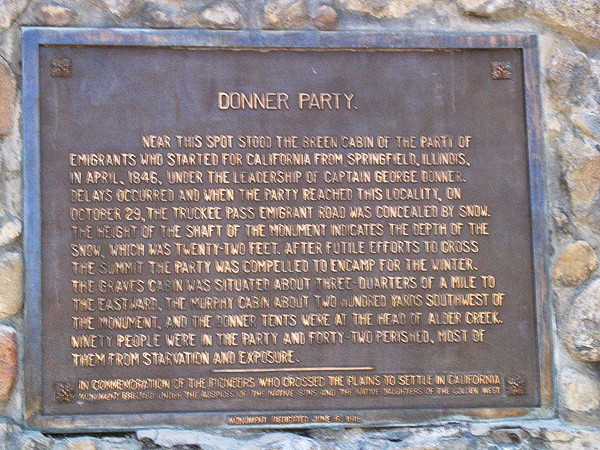 DONNER PARTY.
NEAR THIS SPOT STOOD THE BREEN CABIN OF THE PARTY OF
EMIGRANTS WHO STARTED FOR CALIFORNIA FROM SPRINGFIELD, ILLINOIS,
IN APRIL, 1846, UNDER THE LEADERSHIP OF CAPTAIN GEORGE DONNER.
DELAYS OCCURRED AND WHEN THE PARTY REACHED THIS LOCALITY, ON
OCTOBER 29, THE TRUCKEE PASS EMIGRANT ROAD WAS CONCEALED BY SNOW.
THE HEIGHT OF THE SHAFT OF THE MONUMENT INDICATES THE DEPTH OF THE
SNOW, WHICH WAS TWENTY-TWO FEET. AFTER FUTILE EFFORTS TO CROSS
THE SUMMIT THE PARTY WAS COMPELLED TO ENCAMP FOR THE WINTER.
THE GRAVES CABIN WAS SITUATED ABOUT THREE-QUARTERS OF A MILE TO
THE EASTWARD, THE MURPHY CABIN ABOUT TWO HUNDRED YARDS SOUTHWEST OF
THE MONUMENT, AND THE DONNER TENTS WERE AT THE HEAD OF ALDER CREEK.
NINETY PEOPLE WERE IN THE PARTY AND FORTY-TWO PERISHED, MOST OF
THEM FROM STARVATION AND EXPOSURE.
IN COMMEMORATION OF THE PIONEERS WHO CROSSED THE PLAINS TO SETTLE IN CALIFORNIA
MONUMENT ERECTED UNDER THE AUSPICES OF THE NATIVE SONS AND THE NATIVE DAUGHTERS OF THE GOLDEN WEST
MONUMENT DEDICATED JUNE 6, 1918